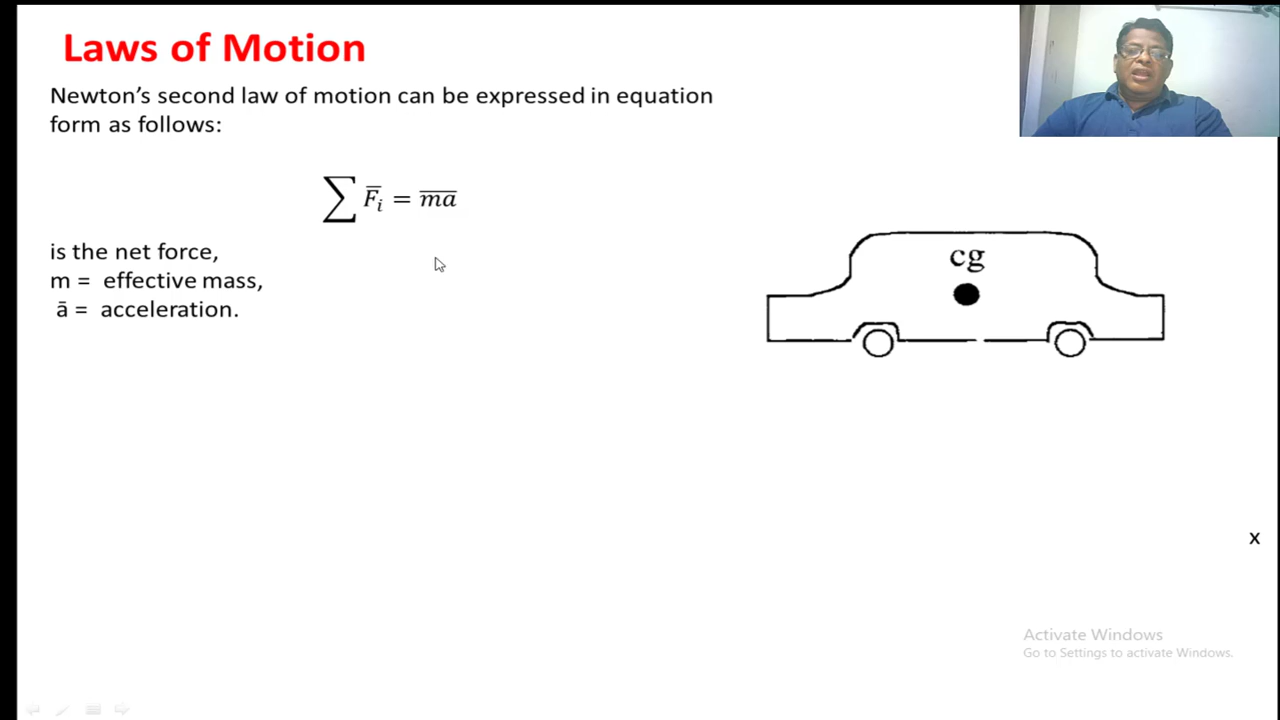 Laws of Motion
Newton’s second law of motion can be expressed in equation
form as follows:
∑ F̅ᵢ = m̅a̅
is the net force,
m = effective mass,
ā = acceleration.
cg
x
Activate Windows
Go to Settings to activate Windows.